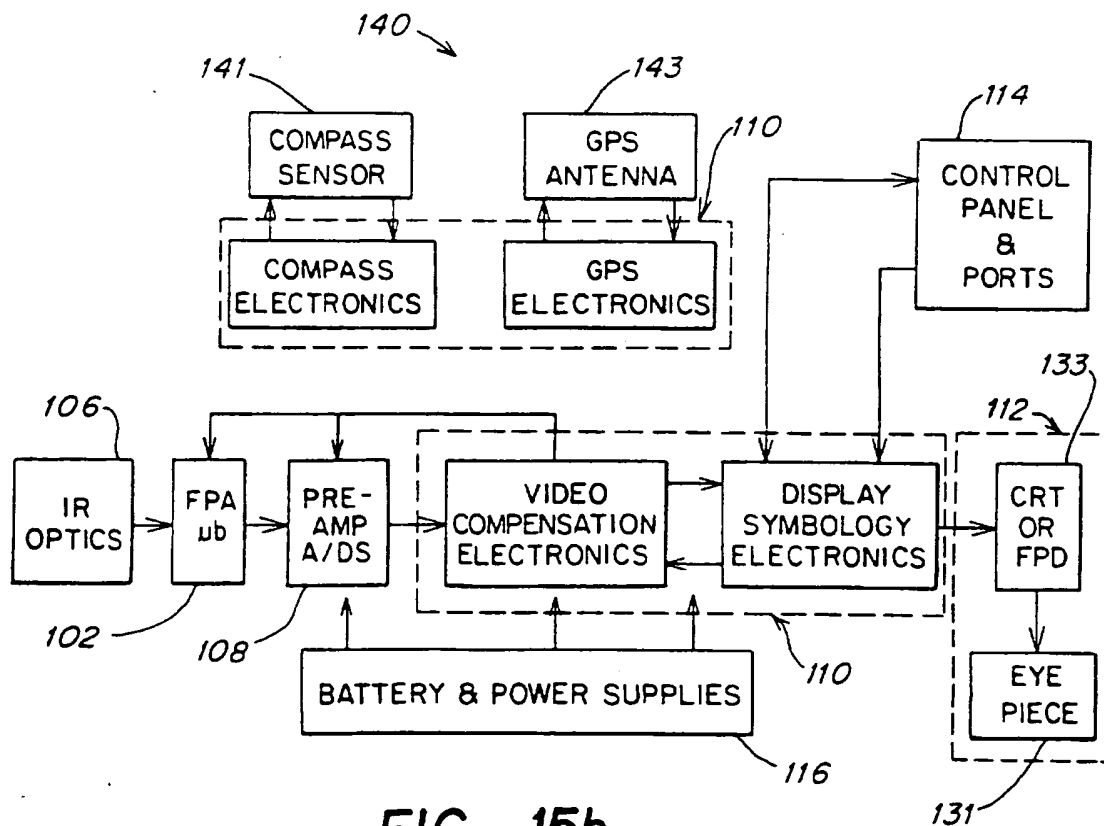 140
141
143
110
114
COMPASS
SENSOR
GPS
ANTENNA
CONTROL
PANEL
&
PORTS
COMPASS
ELECTRONICS
GPS
ELECTRONICS
106
133
112
IR
OPTICS
FPA
µb
PRE-
AMP
A/DS
VIDEO
COMPENSATION
ELECTRONICS
DISPLAY
SYMBOLOGY
ELECTRONICS
CRT
OR
FPD
102
108
110
BATTERY & POWER SUPPLIES
EYE
PIECE
116
131
FIG. 15b